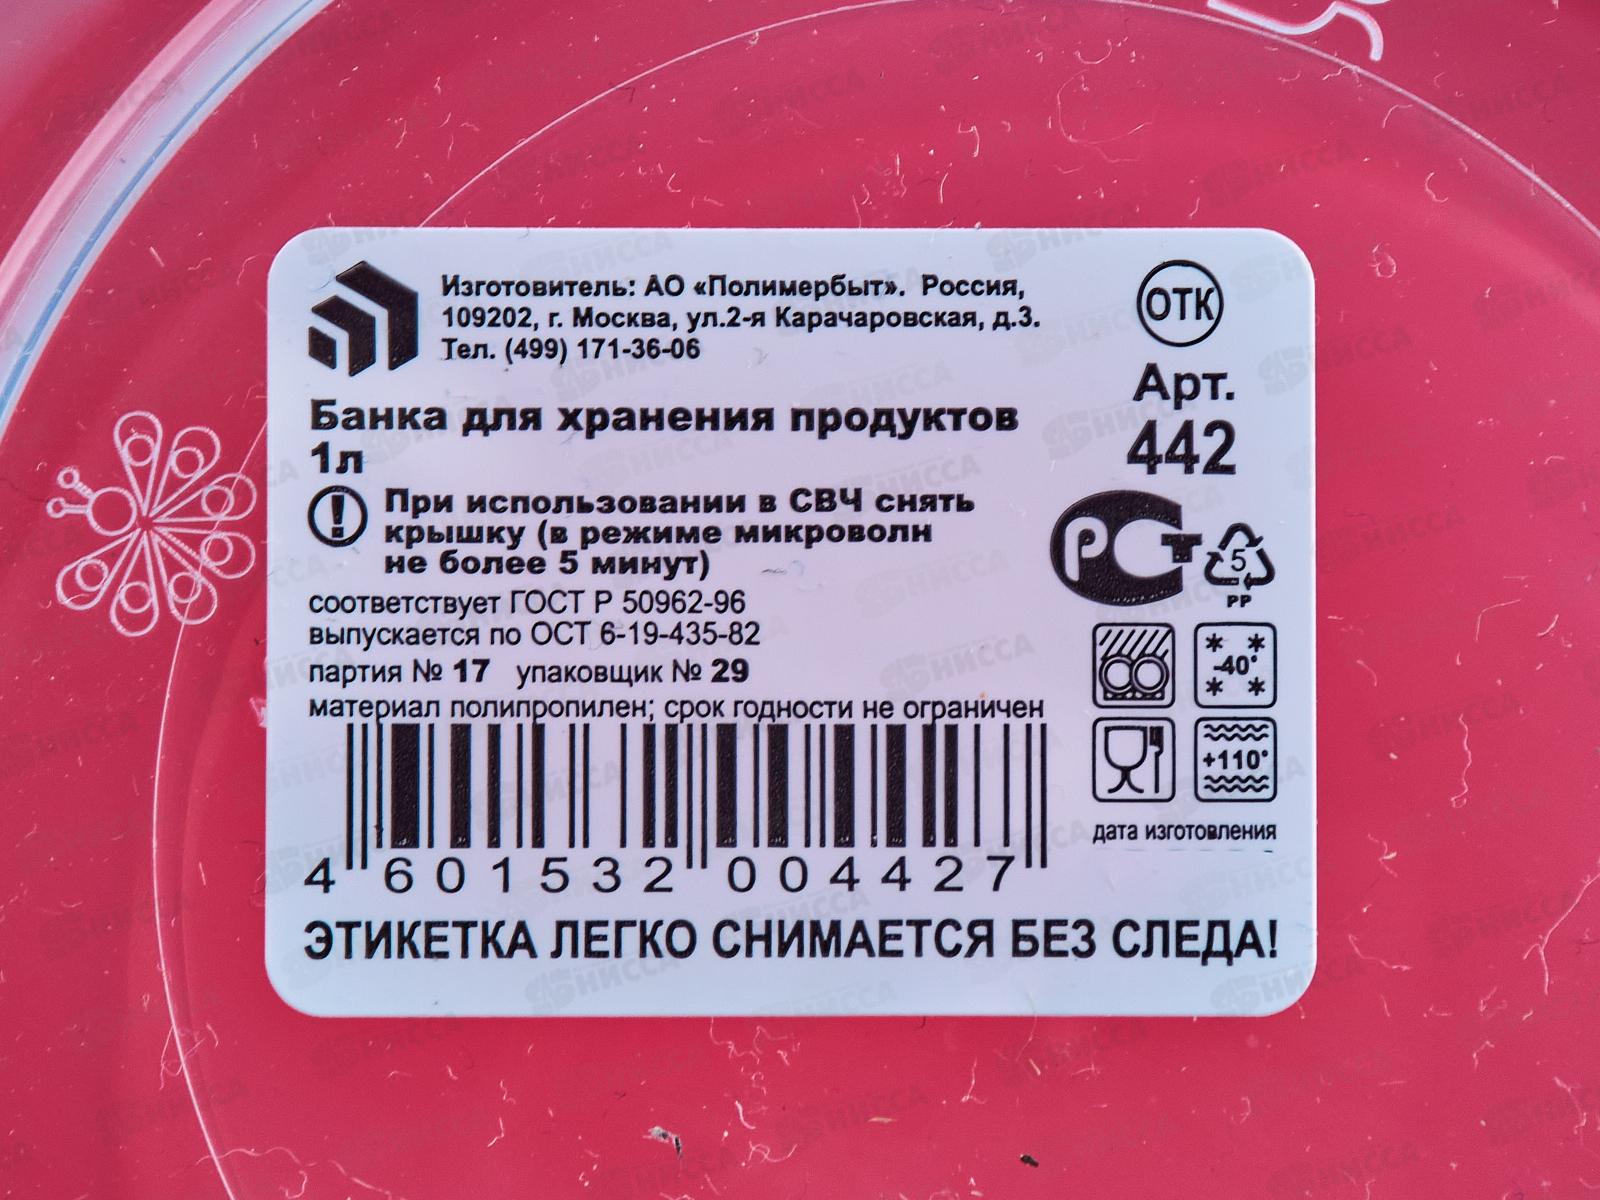 Изготовитель: АО «Полимербыт». Россия,
109202, г. Москва, ул.2-я Карачаровская, д.3.
Тел. (499) 171-36-06
ОТК
Арт.
442
Банка для хранения продуктов
1л
! При использовании в СВЧ снять
крышку (в режиме микроволн
не более 5 минут)
РСТ
5
PP
соответствует ГОСТ Р 50962-96
выпускается по ОСТ 6-19-435-82
партия № 17 упаковщик № 29
материал полипропилен; срок годности не ограничен
-40°
+110°
дата изготовления
4 601532 004427
ЭТИКЕТКА ЛЕГКО СНИМАЕТСЯ БЕЗ СЛЕДА!
НИССА